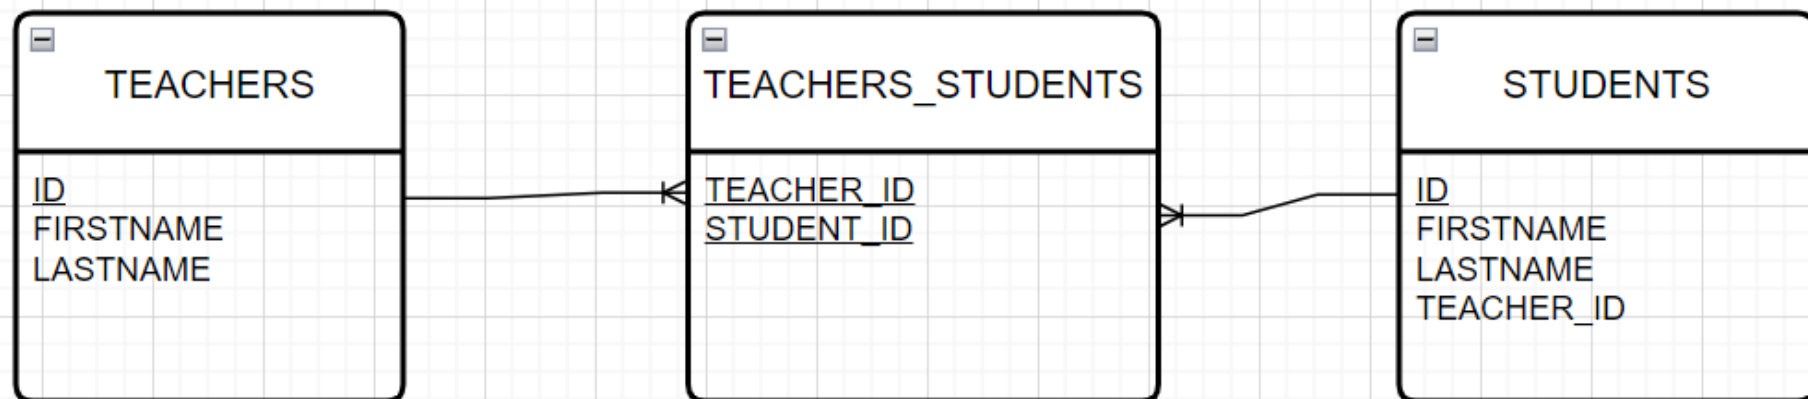 TEACHERS
ID
FIRSTNAME
LASTNAME
TEACHERS_STUDENTS
TEACHER_ID
STUDENT_ID
STUDENTS
ID
FIRSTNAME
LASTNAME
TEACHER_ID